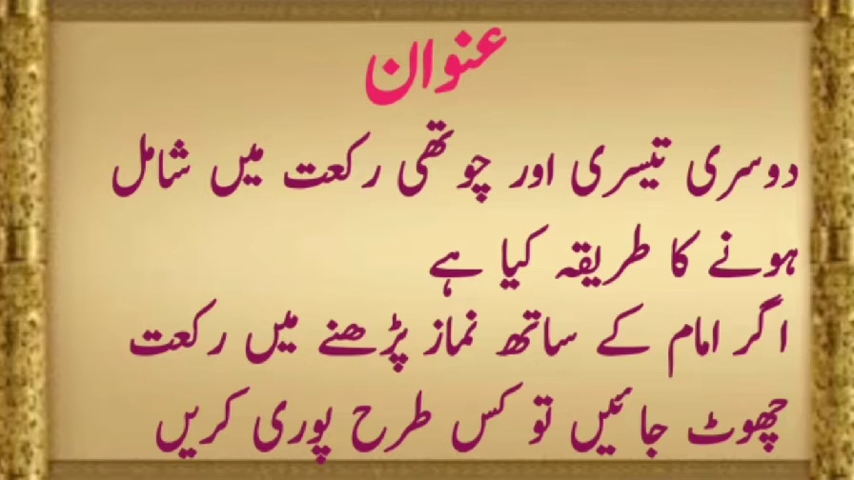 عنوان
دوسری تیسری اور چوتھی رکعت میں شامل
ہونے کا طریقہ کیا ہے
اگر امام کے ساتھ نماز پڑھنے میں رکعت
چھوٹ جائیں تو کس طرح پوری کریں